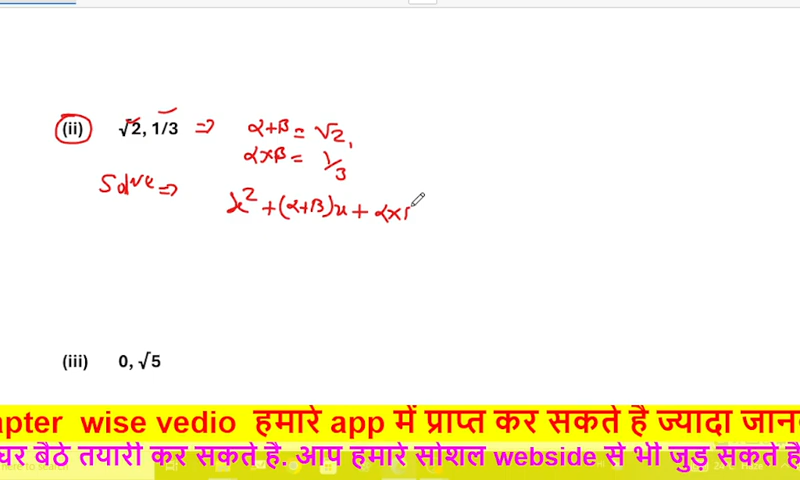 (ii) √2, 1/3 => α+β = √2,
α×β = 1/3
Solve =>
x² + (α+β)x + α×
(iii) 0, √5
apter wise vedio हमारे app में प्राप्त कर सकते है ज्यादा जान
घर बैठे तयारी कर सकते है. आप हमारे सोशल webside से भी जुड़ सकते है